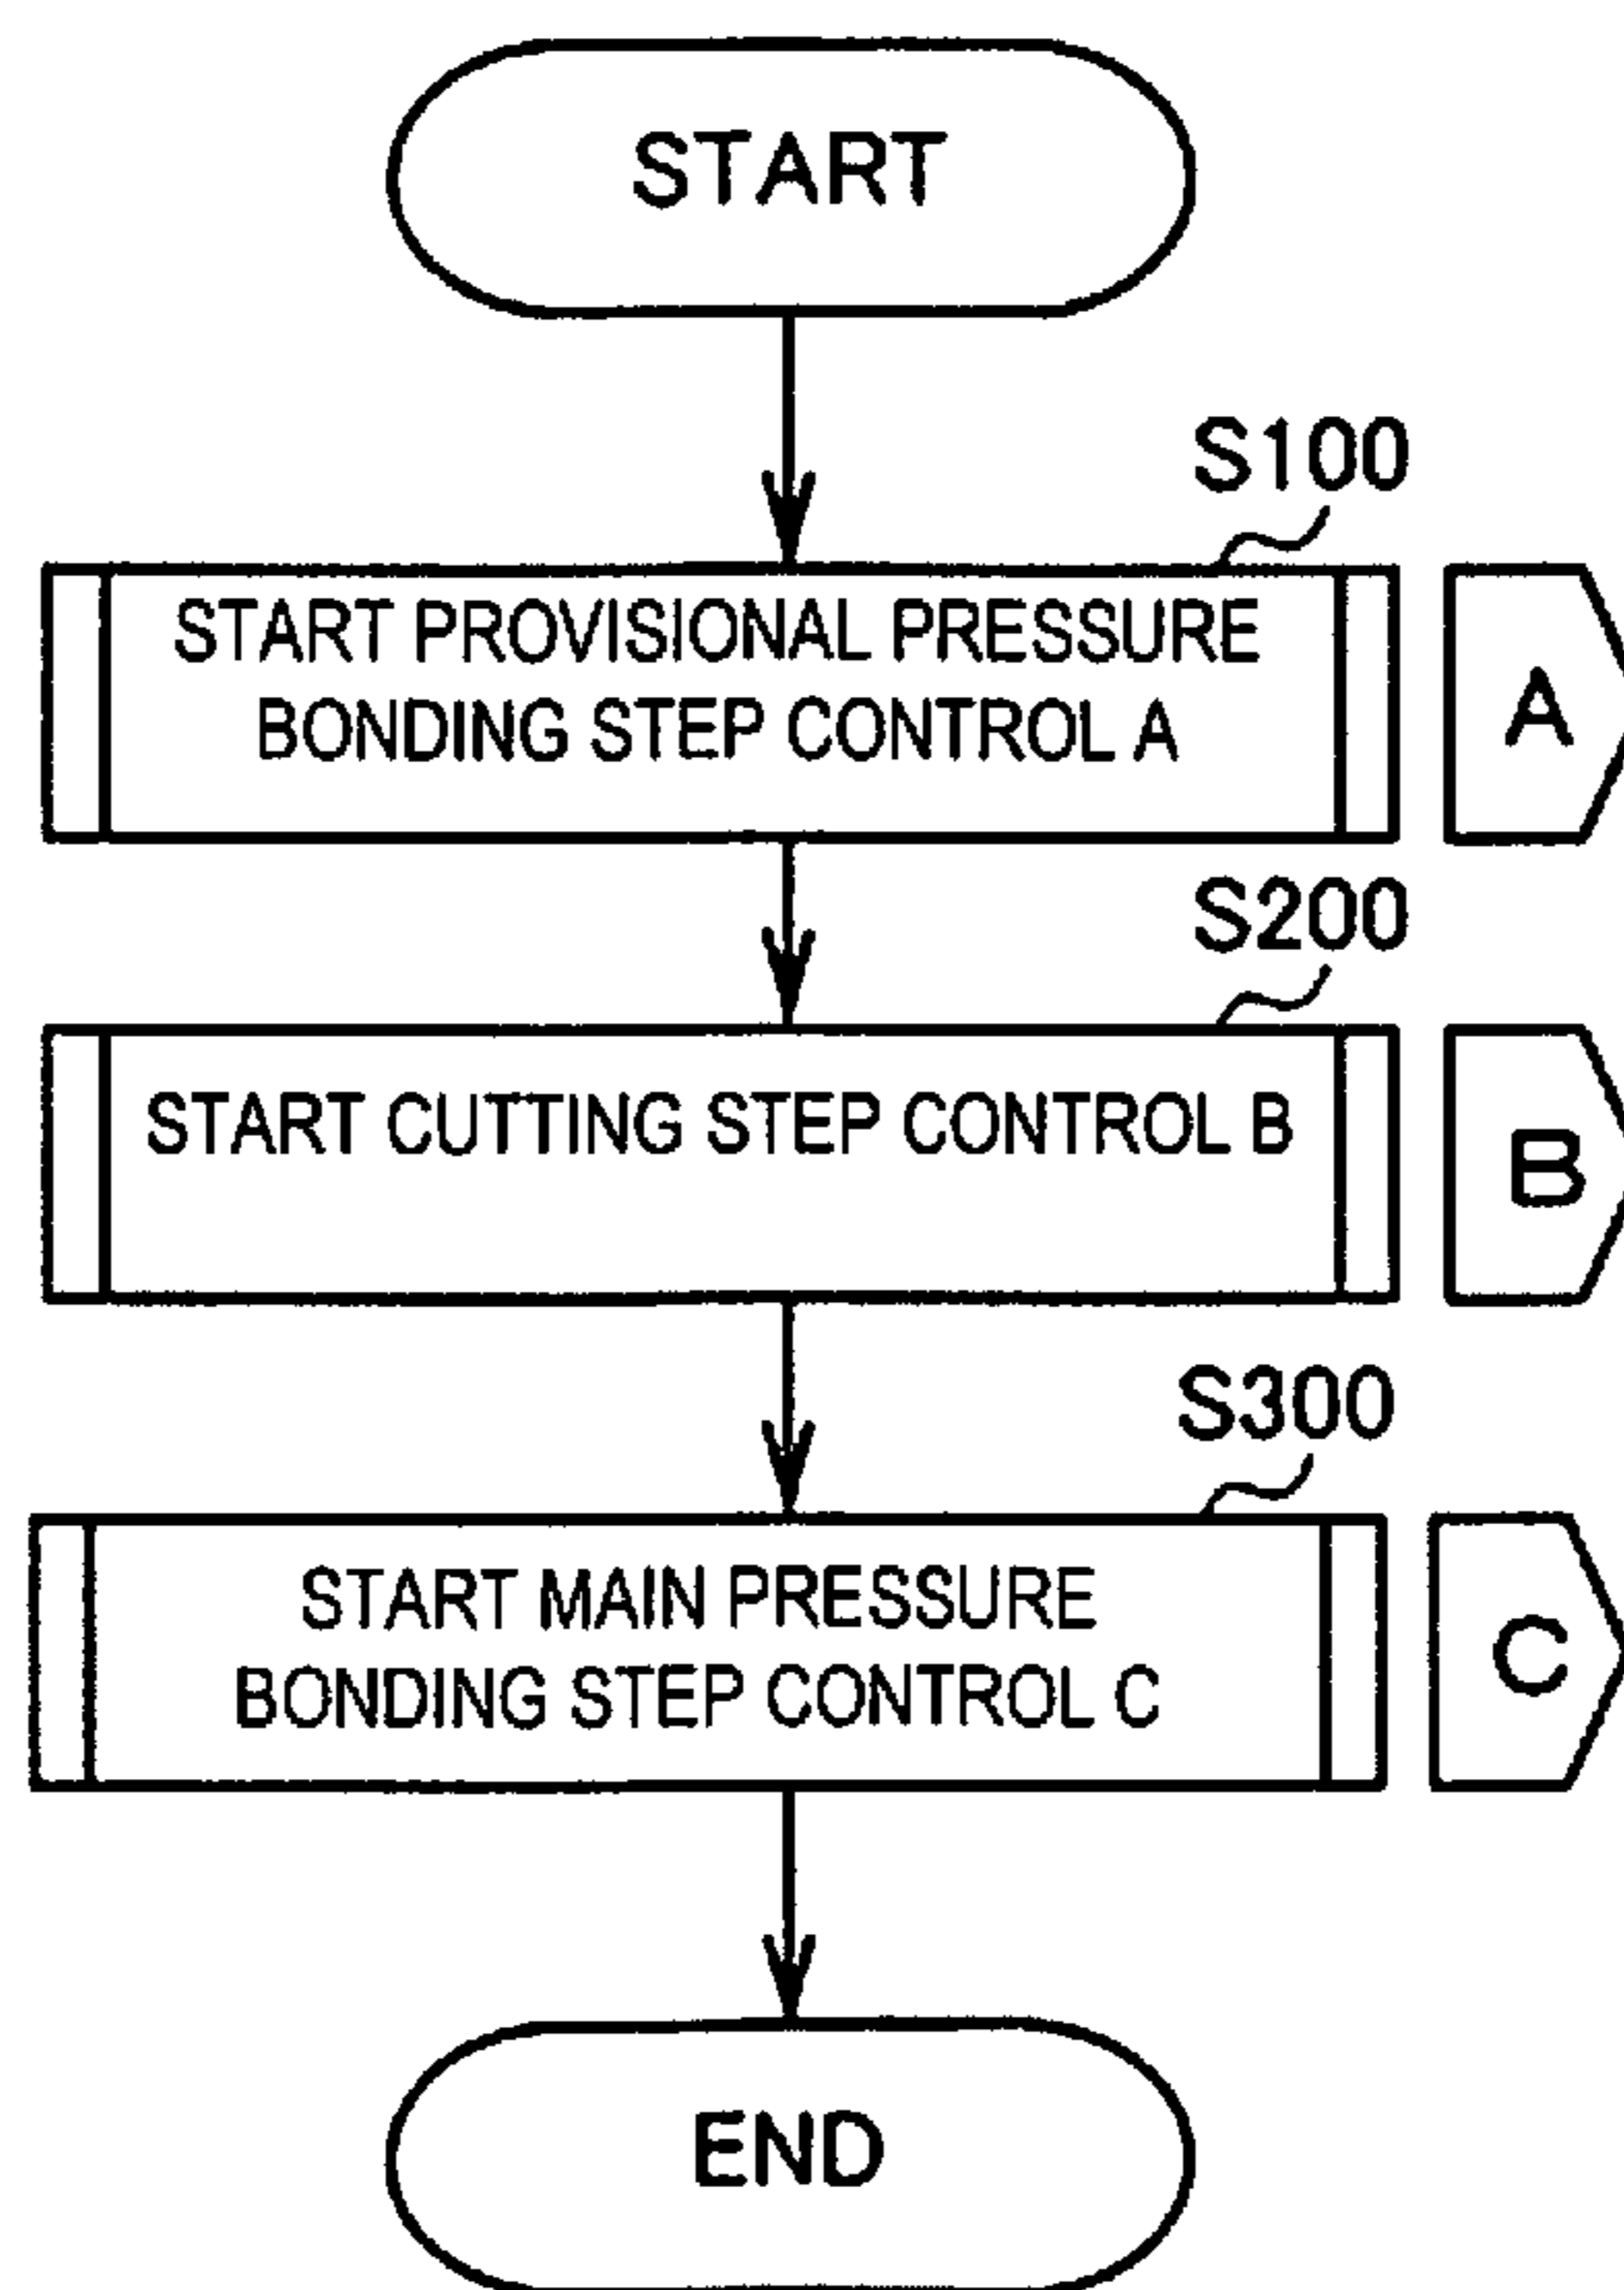 START
S100
START PROVISIONAL PRESSURE
BONDING STEP CONTROL A
A
S200
START CUTTING STEP CONTROL B
B
S300
START MAIN PRESSURE
BONDING STEP CONTROL C
C
END